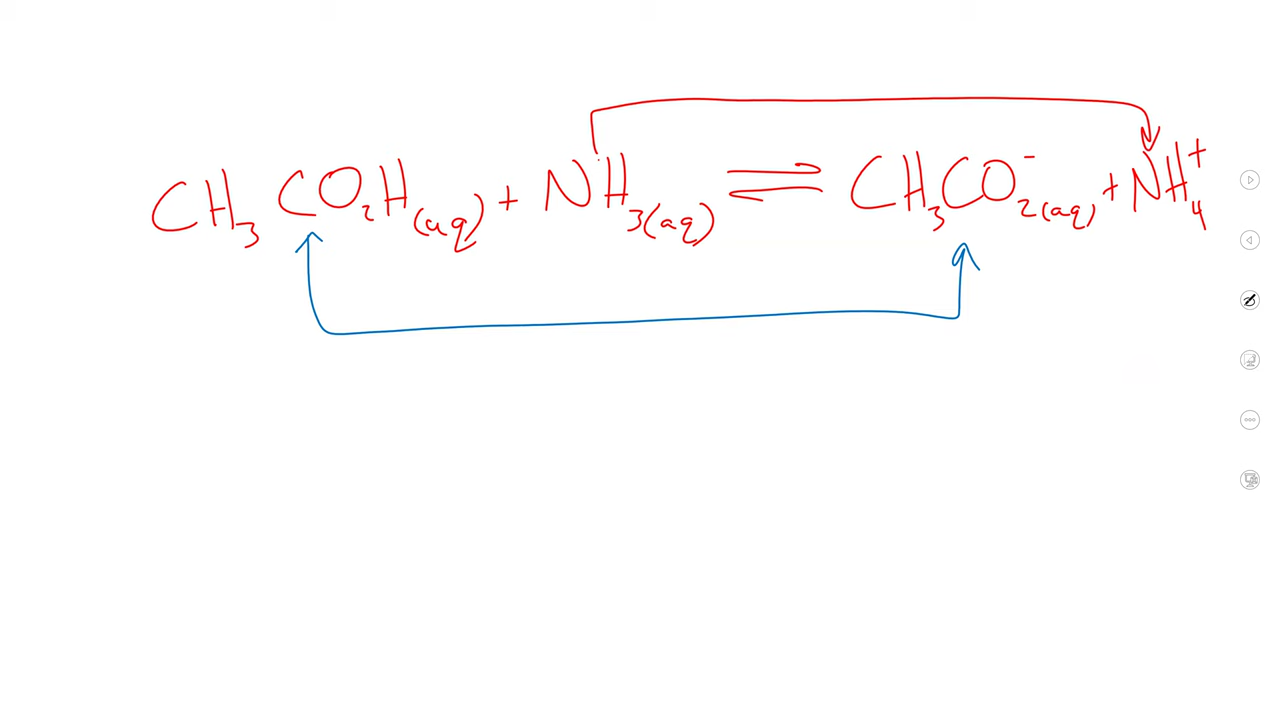 CH₃CO₂H(aq) + NH₃(aq) ⇌ CH₃CO₂⁻(aq) + NH₄⁺